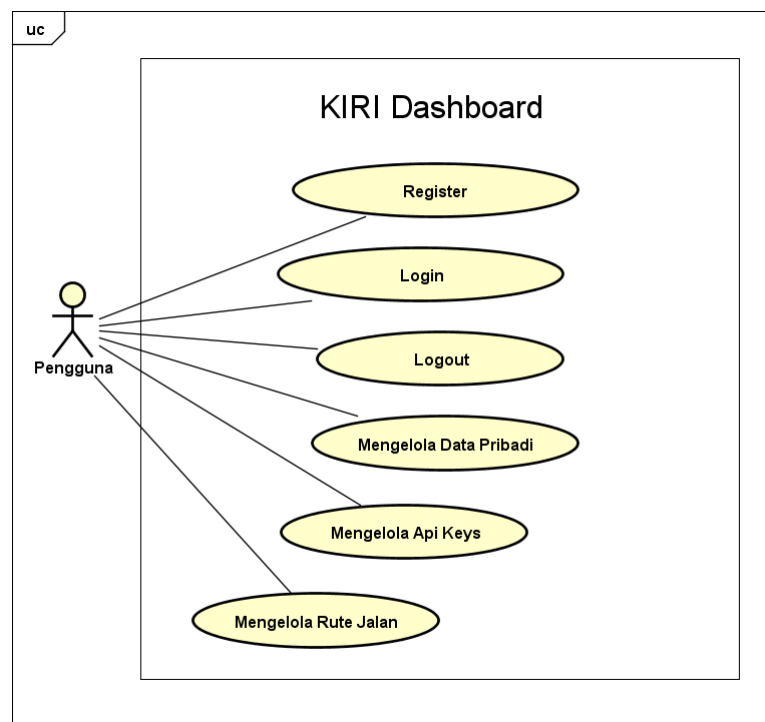 uc
KIRI Dashboard
Register
Login
Logout
Pengguna
Mengelola Data Pribadi
Mengelola Api Keys
Mengelola Rute Jalan